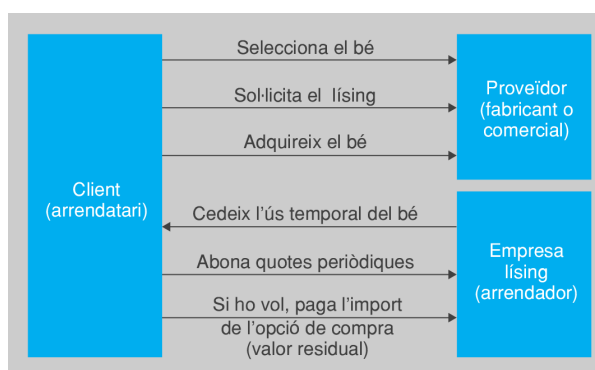 Client
(arrendatari)
Selecciona el bé
Sol·licita el lísing
Adquireix el bé
Proveïdor
(fabricant o
comercial)
Cedeix l’ús temporal del bé
Abona quotes periòdiques
Si ho vol, paga l’import
de l’opció de compra
(valor residual)
Empresa
lísing
(arrendador)